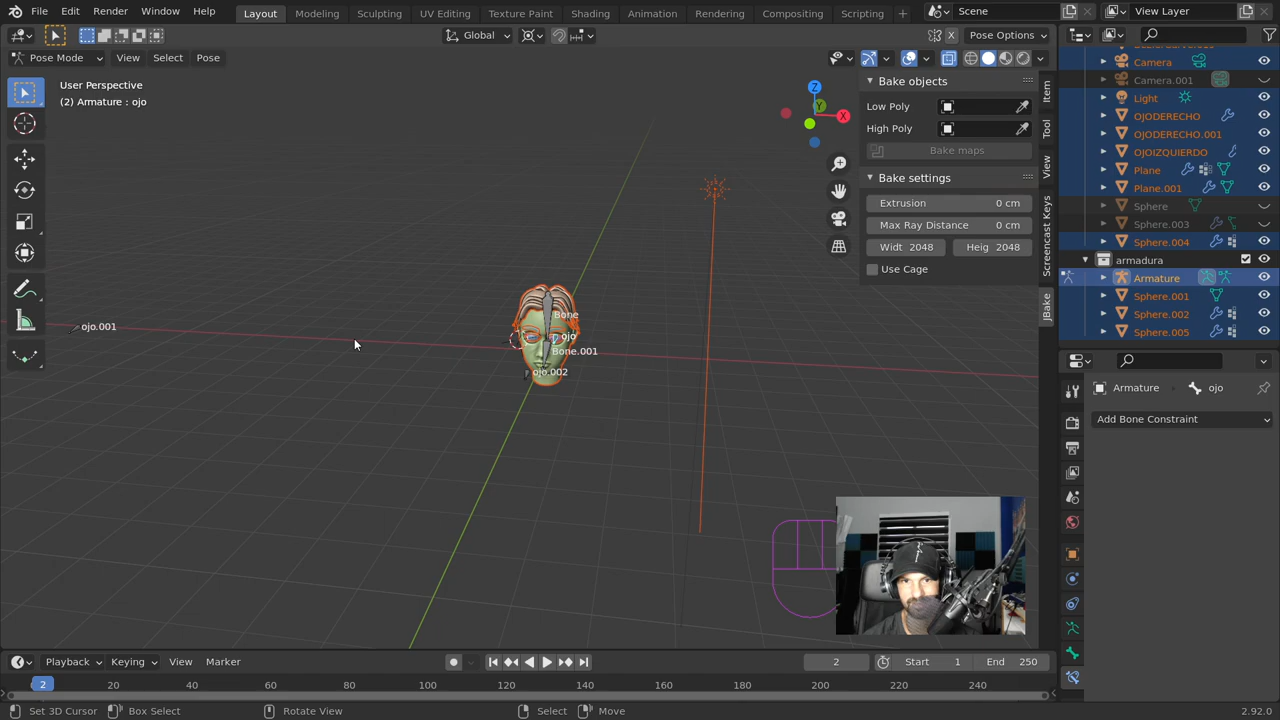 File Edit Render Window Help Layout Modeling Sculpting UV Editing Texture Paint Shading Animation Rendering Compositing Scripting Scene View Layer
Global Pose Options
Pose Mode View Select Pose
User Perspective
(2) Armature : ojo
Z
Y
X
ojo.001
Bone
ojo
Bone.001
ojo.002
Bake objects
Low Poly
High Poly
Bake maps
Bake settings
Extrusion 0 cm
Max Ray Distance 0 cm
Widt 2048 Heig 2048
Use Cage
Item
Tool
View
Screencast Keys
JBake
Camera
Camera.001
Light
OJODERECHO
OJODERECHO.001
OJOIZQUIERDO
Plane
Plane.001
Sphere
Sphere.003
Sphere.004
armadura
Armature
Sphere.001
Sphere.002
Sphere.005
Armature ojo
Add Bone Constraint
Playback Keying View Marker 2 Start 1 End 250
2 20 40 60 80 100 120 140 160 180 200 220 240
Set 3D Cursor Box Select Rotate View Select Move 2.92.0